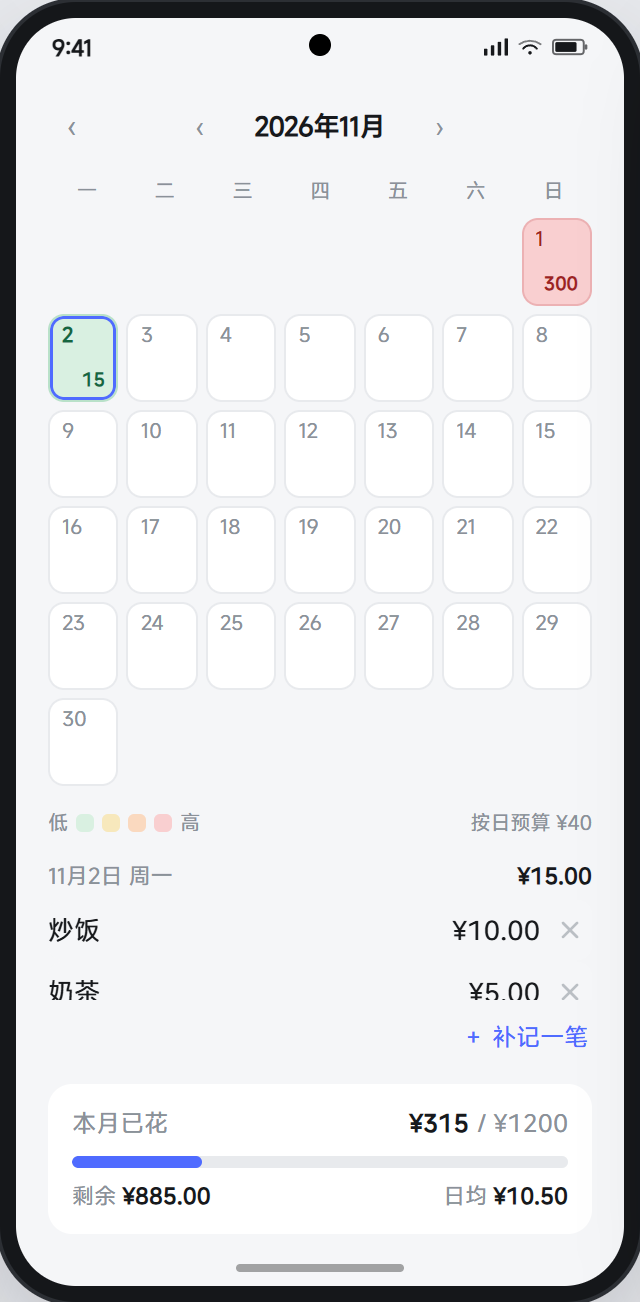 9:41
‹ ‹ 2026年11月 ›
一 二 三 四 五 六 日
1
300
2 3 4 5 6 7 8
15
9 10 11 12 13 14 15
16 17 18 19 20 21 22
23 24 25 26 27 28 29
30
低 高 按日预算 ¥40
11月2日 周一 ¥15.00
炒饭 ¥10.00 ×
奶茶 ¥5.00 ×
+ 补记一笔
本月已花 ¥315 / ¥1200
剩余 ¥885.00 日均 ¥10.50